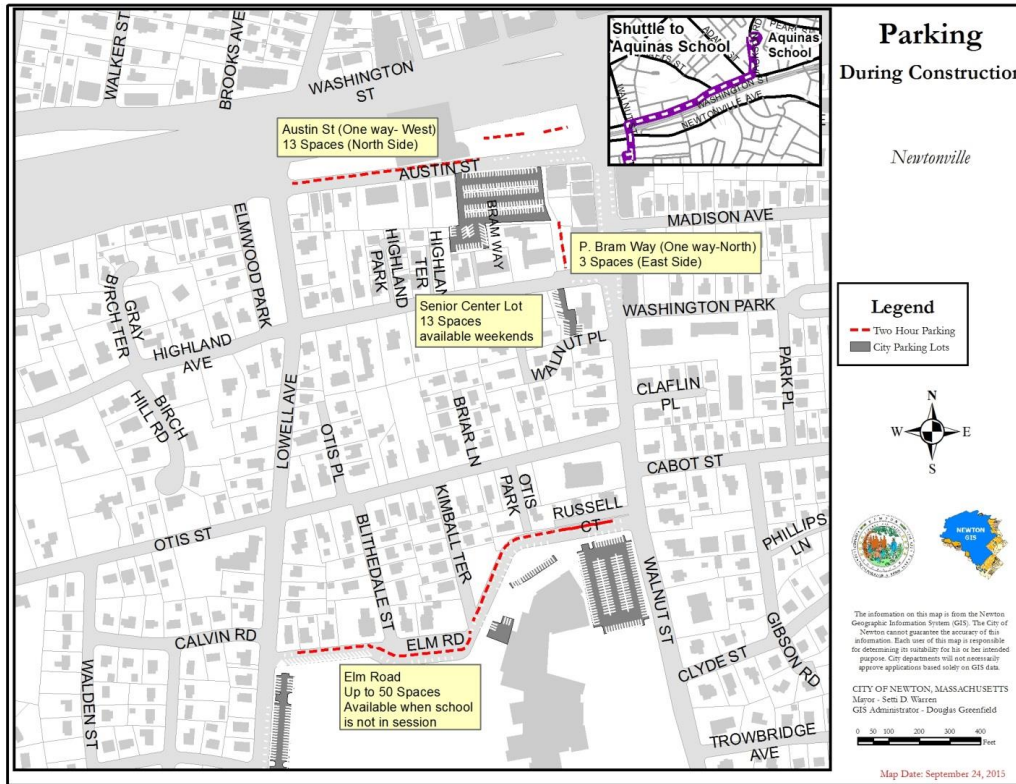 Parking
During Construction
Newtonville
Shuttle to
Aquinas School
Aquinas
School
WALNUT
WASHINGTON ST
NEWTONVILLE AVE
WALKER ST
BROOKS AVE
WASHINGTON
ST
Austin St (One way- West)
13 Spaces (North Side)
AUSTIN ST
BRAM WAY
MADISON AVE
P. Bram Way (One way-North)
3 Spaces (East Side)
ELMWOOD PARK
HIGHLAND
PARK
HIGHLAN
TER
Senior Center Lot
13 Spaces
available weekends
WASHINGTON PARK
WALNUT PL
GRAY
BIRCH TER
HIGHLAND
AVE
BIRCH
HILL RD
LOWELL AVE
OTIS PL
BRIAR LN
CLAFLIN
PL
PARK PL
CABOT ST
OTIS
PARK
RUSSELL
CT
KIMBALL TER
OTIS ST
BLITHEDALE ST
PHILLIPS
LN
WALNUT ST
GIBSON RD
CALVIN RD
ELM RD
CLYDE ST
WALDEN ST
Elm Road
Up to 50 Spaces
Available when school
is not in session
TROWBRIDGE
AVE
Legend
Two Hour Parking
City Parking Lots
N
W E
S
NEWTON
GIS
The information on this map is from the Newton
Geographic Information System (GIS). The City of
Newton cannot guarantee the accuracy of this
information. Each user of this map is responsible
for determining its suitability for his or her intended
purpose. City departments will not necessarily
approve applications based solely on GIS data.
CITY OF NEWTON, MASSACHUSETTS
Mayor - Setti D. Warren
GIS Administrator - Douglas Greenfield
0 50 100 200 300 400
Feet
Map Date: September 24, 2015